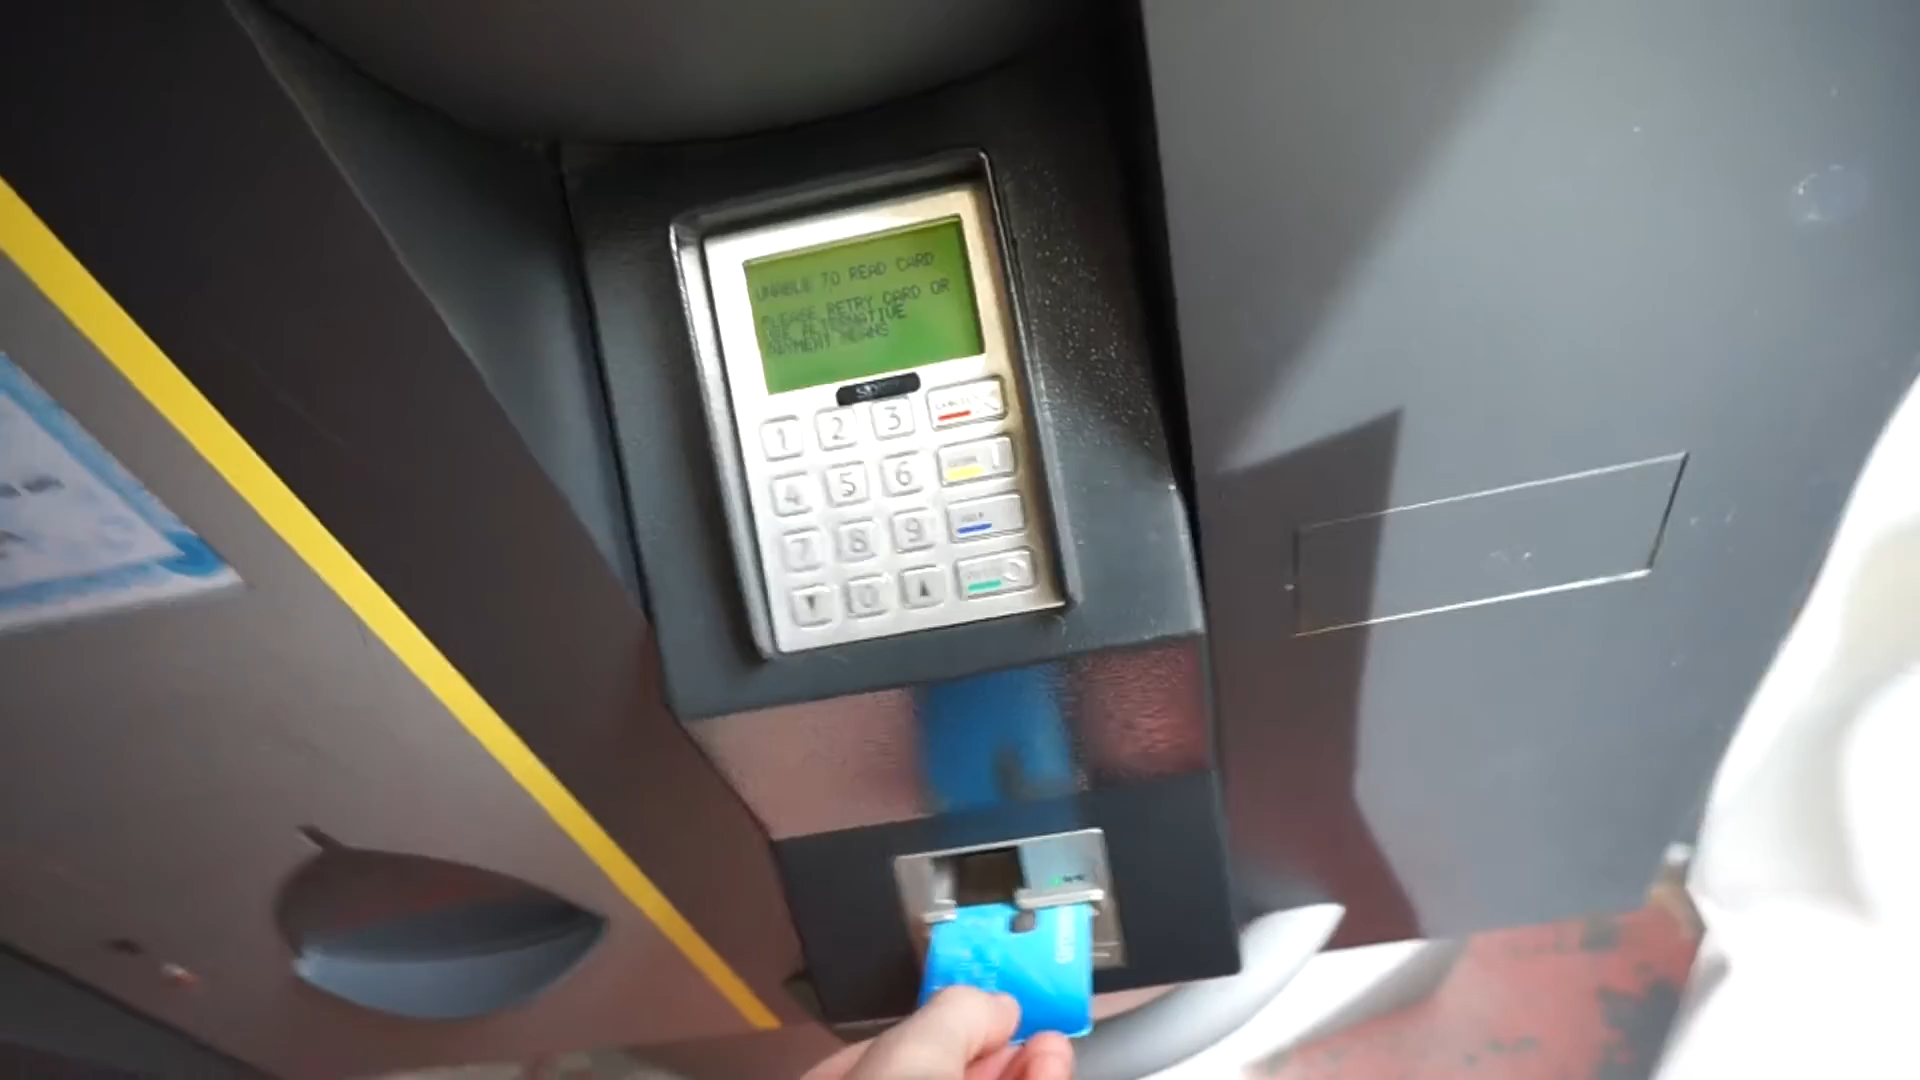 UNABLE TO READ CARD
PLEASE RETRY CARD OR
USE ALTERNATIVE
PAYMENT MEANS
1 2 3 CANCEL
4 5 6
7 8 9
0